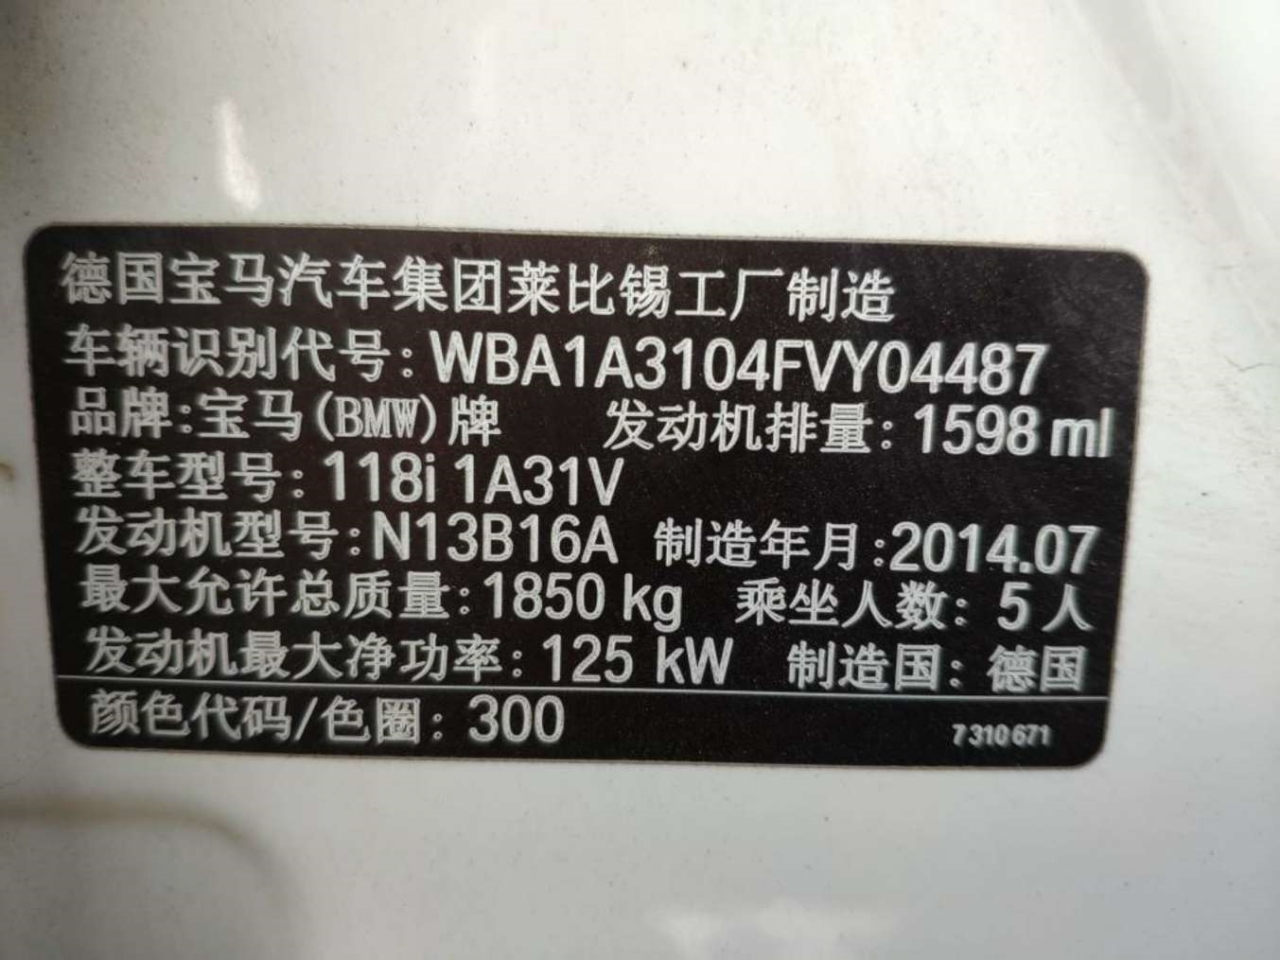 德国宝马汽车集团莱比锡工厂制造
车辆识别代号:WBA1A3104FVY04487
品牌:宝马(BMW)牌 发动机排量:1598 ml
整车型号:118i 1A31V
发动机型号:N13B16A 制造年月:2014.07
最大允许总质量:1850 kg 乘坐人数:5人
发动机最大净功率:125 kW 制造国:德国
颜色代码/色圈:300 7310671